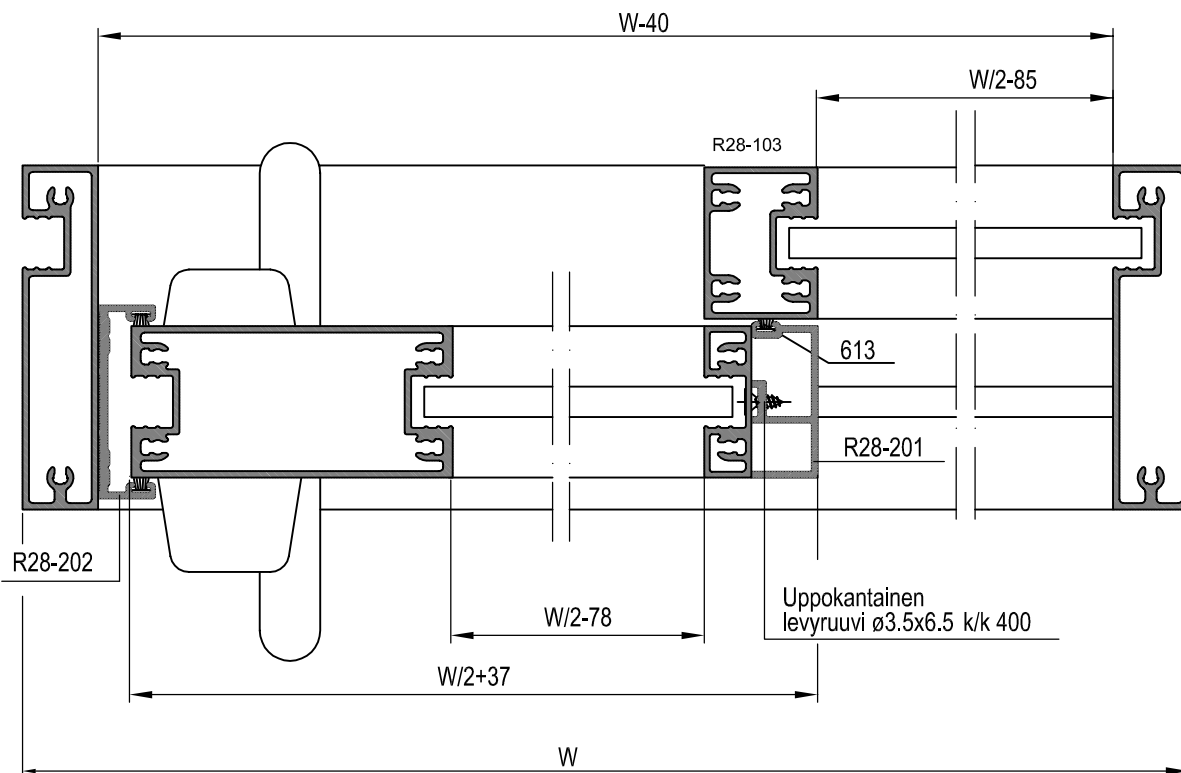 W-40
W/2-85
R28-103
613
R28-201
R28-202
Uppokantainen
levyruuvi ø3.5x6.5 k/k 400
W/2-78
W/2+37
W